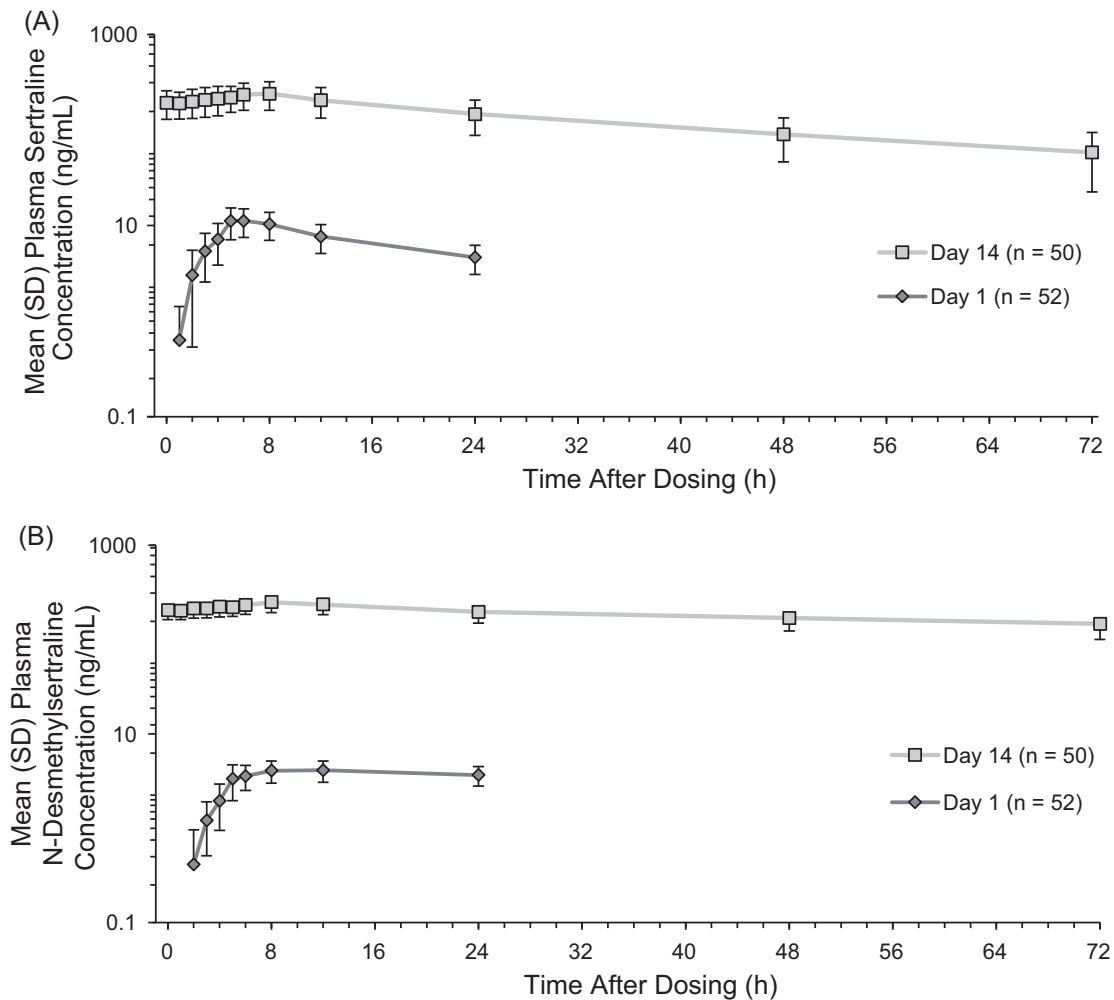 (A)
1000
10
0.1
Mean (SD) Plasma Sertraline
Concentration (ng/mL)
Day 14 (n = 50)
Day 1 (n = 52)
0 8 16 24 32 40 48 56 64 72
Time After Dosing (h)
(B)
1000
10
0.1
Mean (SD) Plasma
N-Desmethylsertraline
Concentration (ng/mL)
Day 14 (n = 50)
Day 1 (n = 52)
0 8 16 24 32 40 48 56 64 72
Time After Dosing (h)